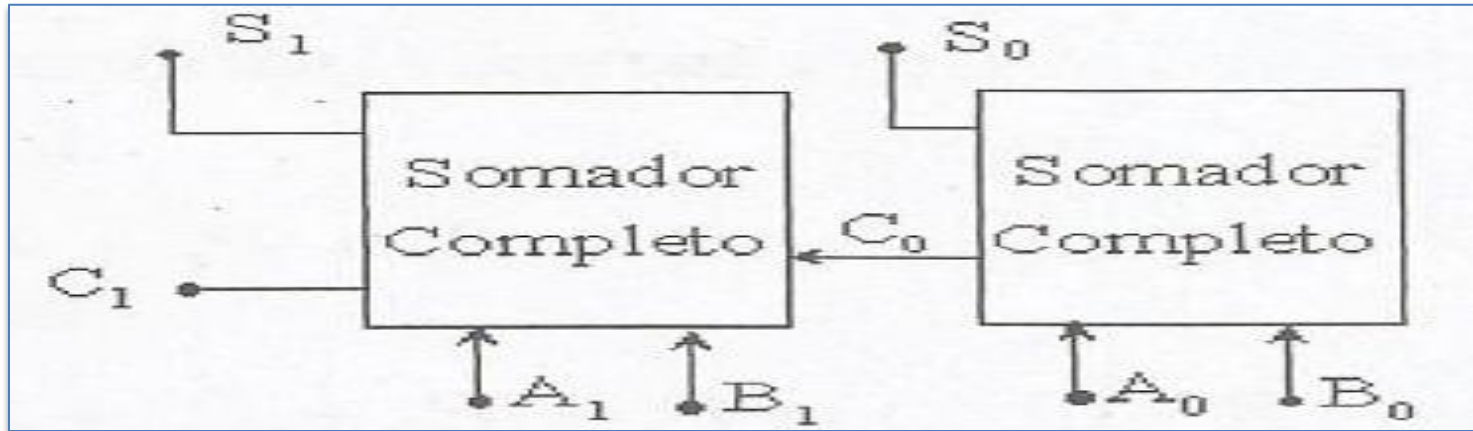 S₁
S₀
Somador
Completo
Somador
Completo
C₀
C₁
A₁
B₁
A₀
B₀